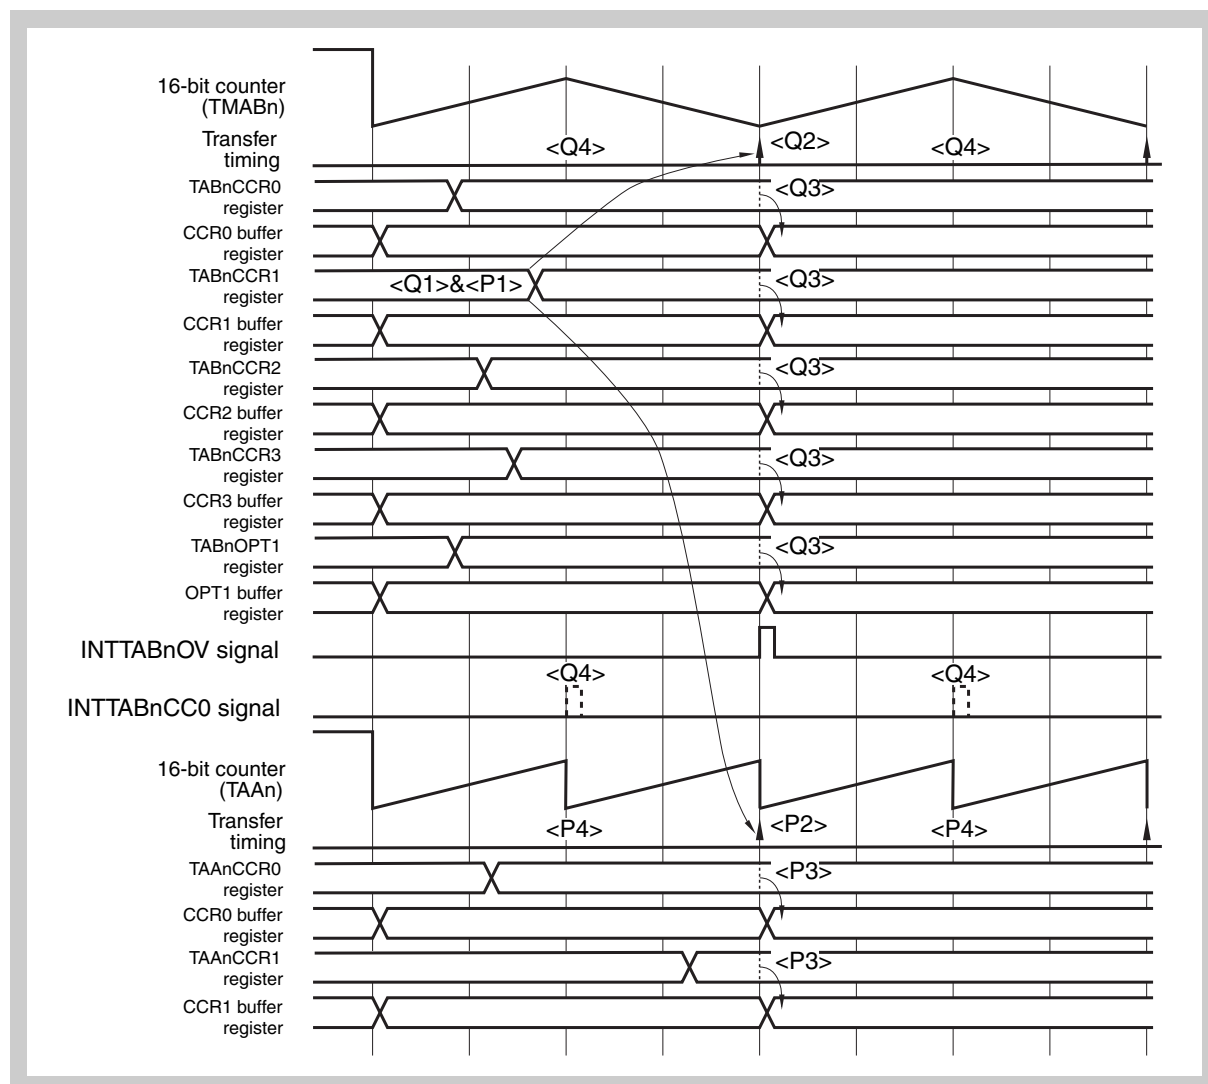 16-bit counter
(TMABn)
Transfer
timing
<Q4>
<Q2>
<Q4>
TABnCCR0
register
<Q3>
CCR0 buffer
register
TABnCCR1
register
<Q1>&<P1>
<Q3>
CCR1 buffer
register
TABnCCR2
register
<Q3>
CCR2 buffer
register
TABnCCR3
register
<Q3>
CCR3 buffer
register
TABnOPT1
register
<Q3>
OPT1 buffer
register
INTTABnOV signal
<Q4>
<Q4>
INTTABnCC0 signal
16-bit counter
(TAAn)
Transfer
timing
<P4>
<P2>
<P4>
TAAnCCR0
register
<P3>
CCR0 buffer
register
TAAnCCR1
register
<P3>
CCR1 buffer
register